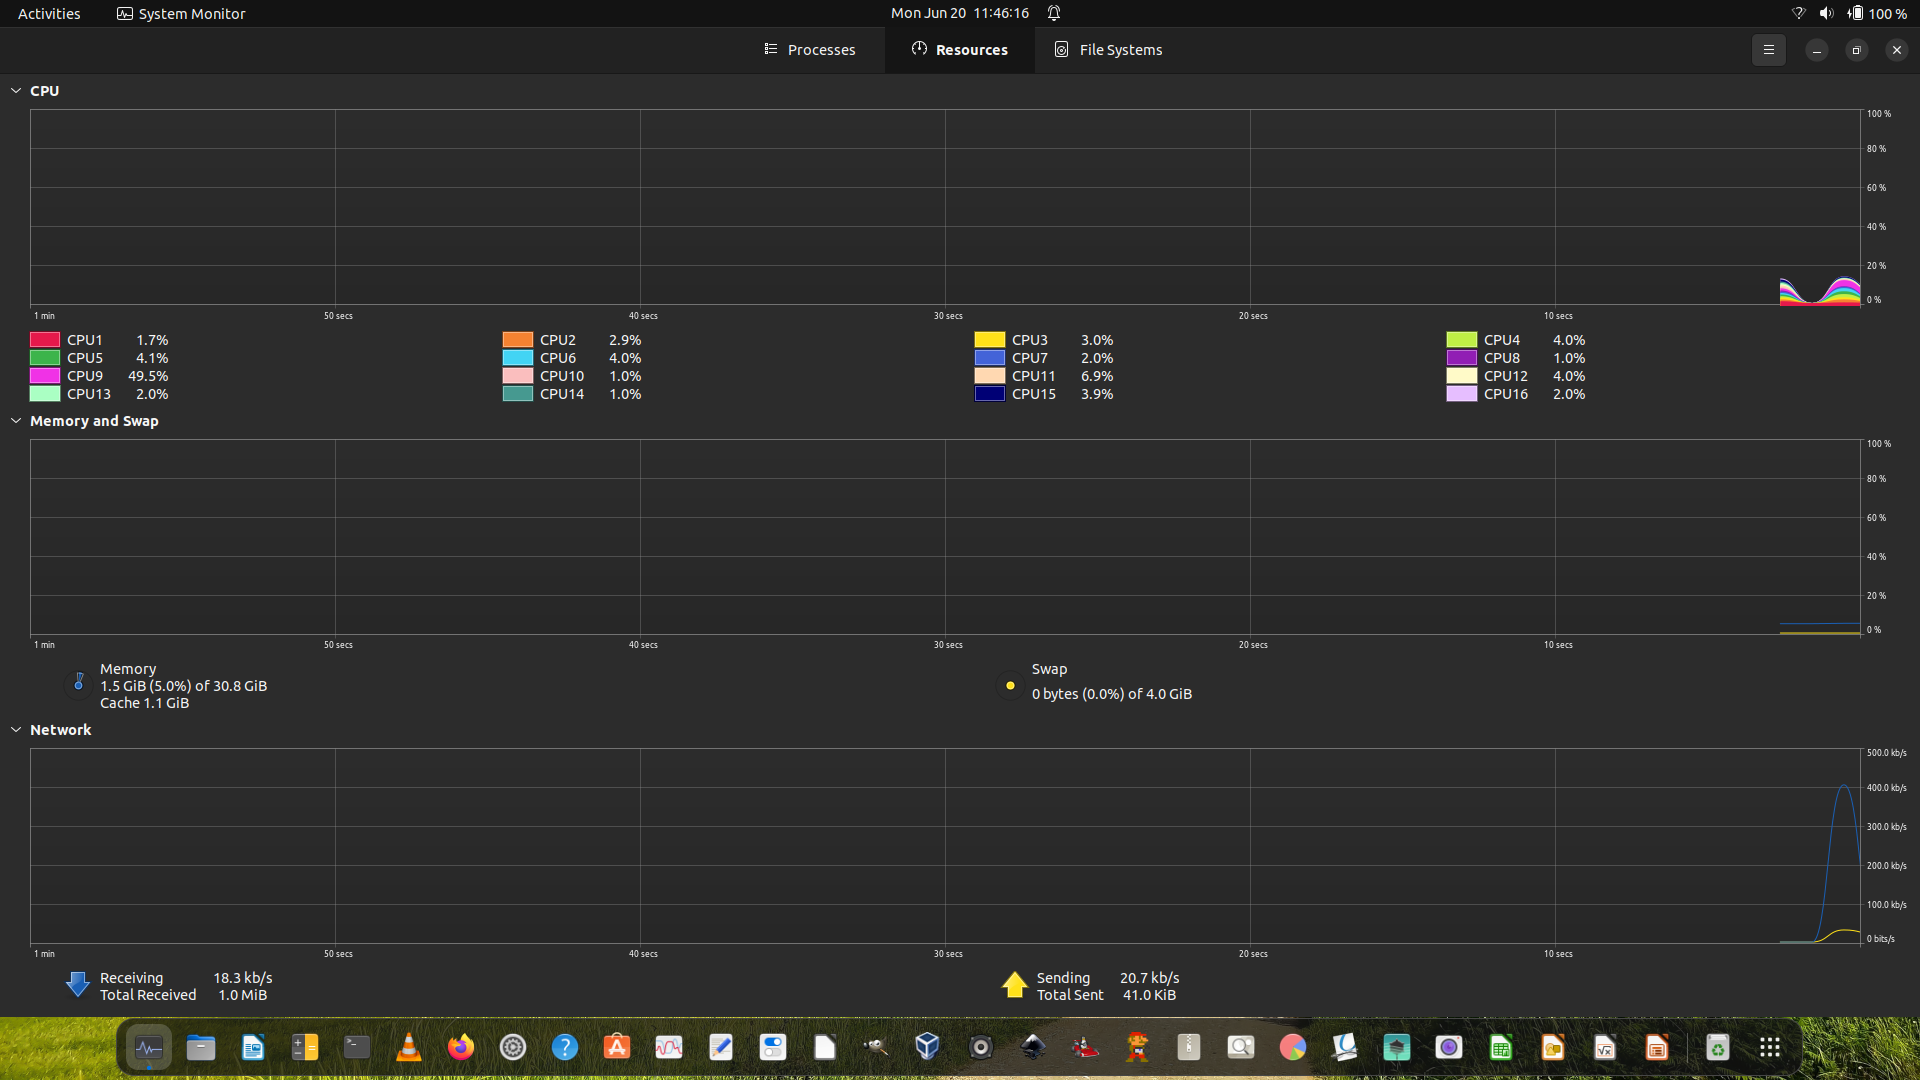 Activities System Monitor Mon Jun 20 11:46:16 100 %
Processes Resources File Systems
CPU
100 %
80 %
60 %
40 %
20 %
0 %
1 min 50 secs 40 secs 30 secs 20 secs 10 secs
CPU1 1.7% CPU2 2.9% CPU3 3.0% CPU4 4.0%
CPU5 4.1% CPU6 4.0% CPU7 2.0% CPU8 1.0%
CPU9 49.5% CPU10 1.0% CPU11 6.9% CPU12 4.0%
CPU13 2.0% CPU14 1.0% CPU15 3.9% CPU16 2.0%
Memory and Swap
100 %
80 %
60 %
40 %
20 %
0 %
1 min 50 secs 40 secs 30 secs 20 secs 10 secs
Memory Swap
1.5 GiB (5.0%) of 30.8 GiB 0 bytes (0.0%) of 4.0 GiB
Cache 1.1 GiB
Network
500.0 kb/s
400.0 kb/s
300.0 kb/s
200.0 kb/s
100.0 kb/s
0 bits/s
1 min 50 secs 40 secs 30 secs 20 secs 10 secs
Receiving 18.3 kb/s Sending 20.7 kb/s
Total Received 1.0 MiB Total Sent 41.0 KiB